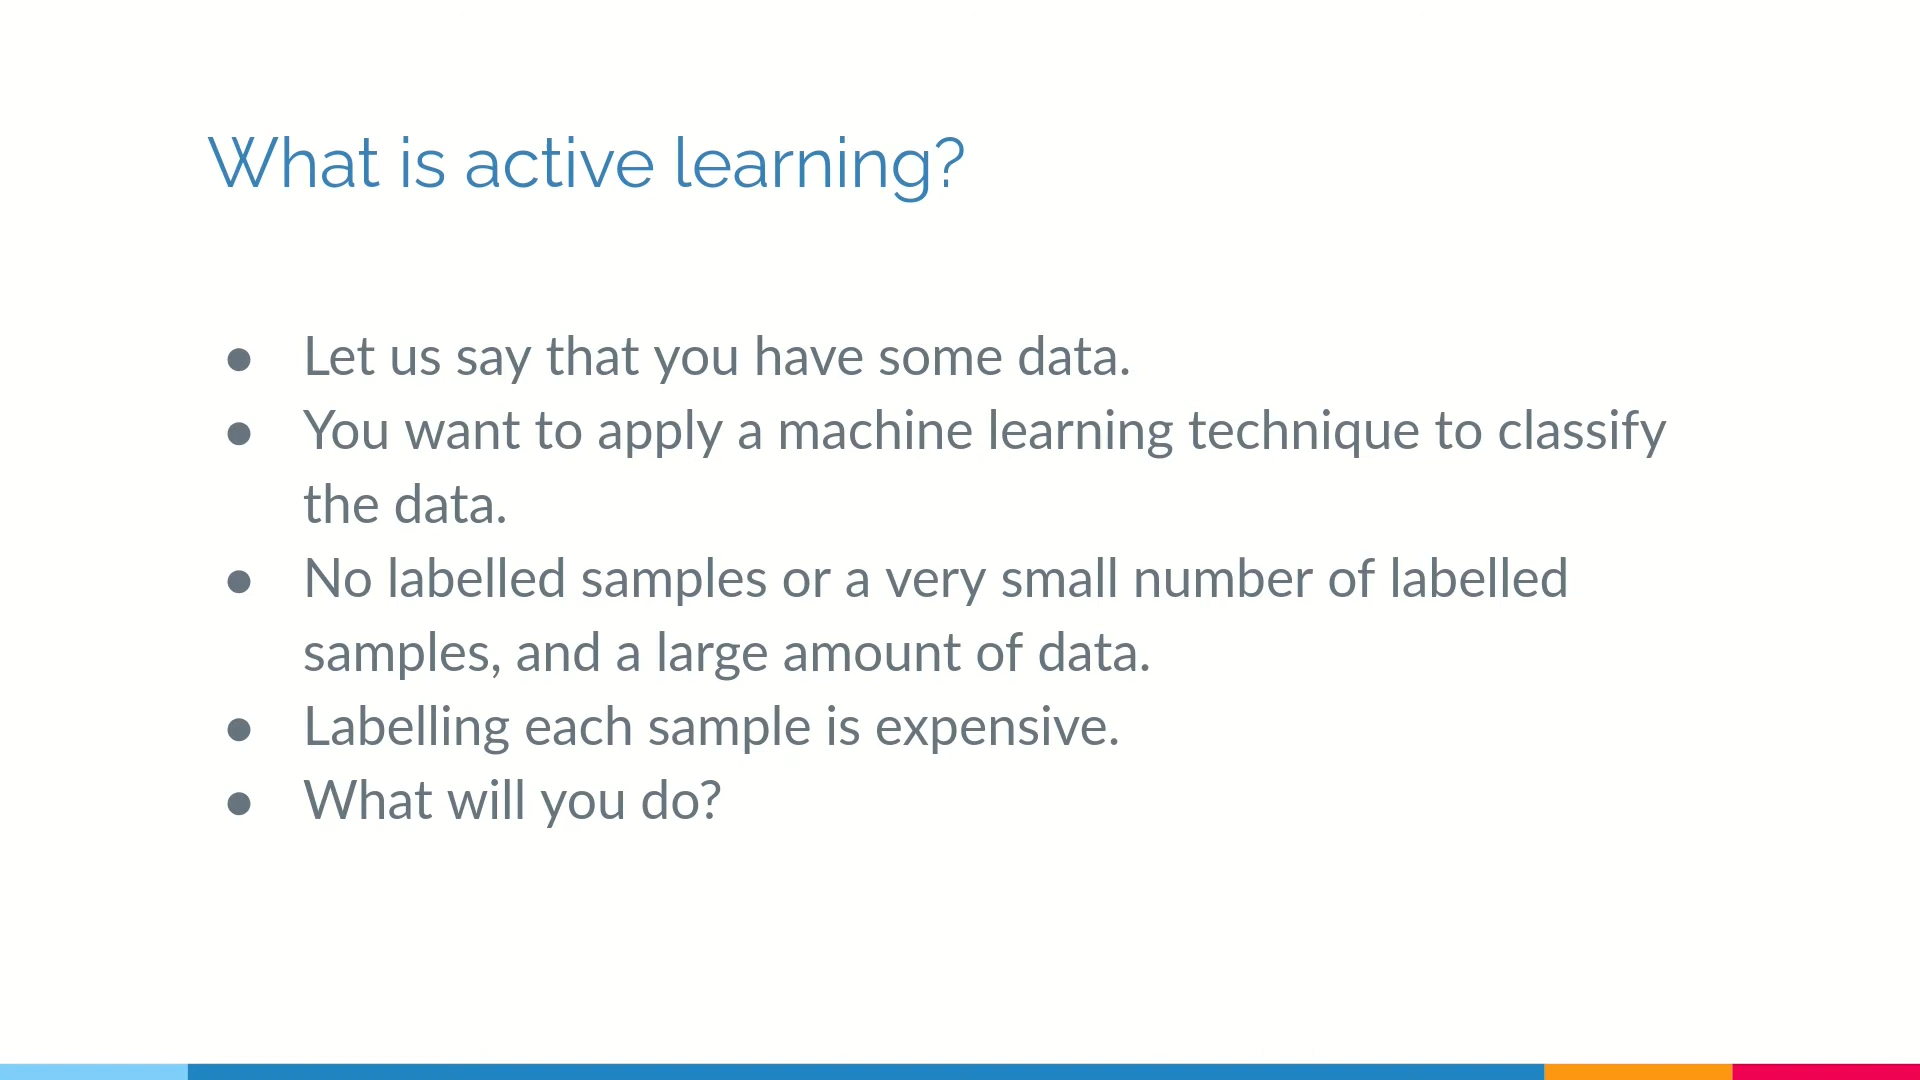 What is active learning?
● Let us say that you have some data.
● You want to apply a machine learning technique to classify
the data.
● No labelled samples or a very small number of labelled
samples, and a large amount of data.
● Labelling each sample is expensive.
● What will you do?